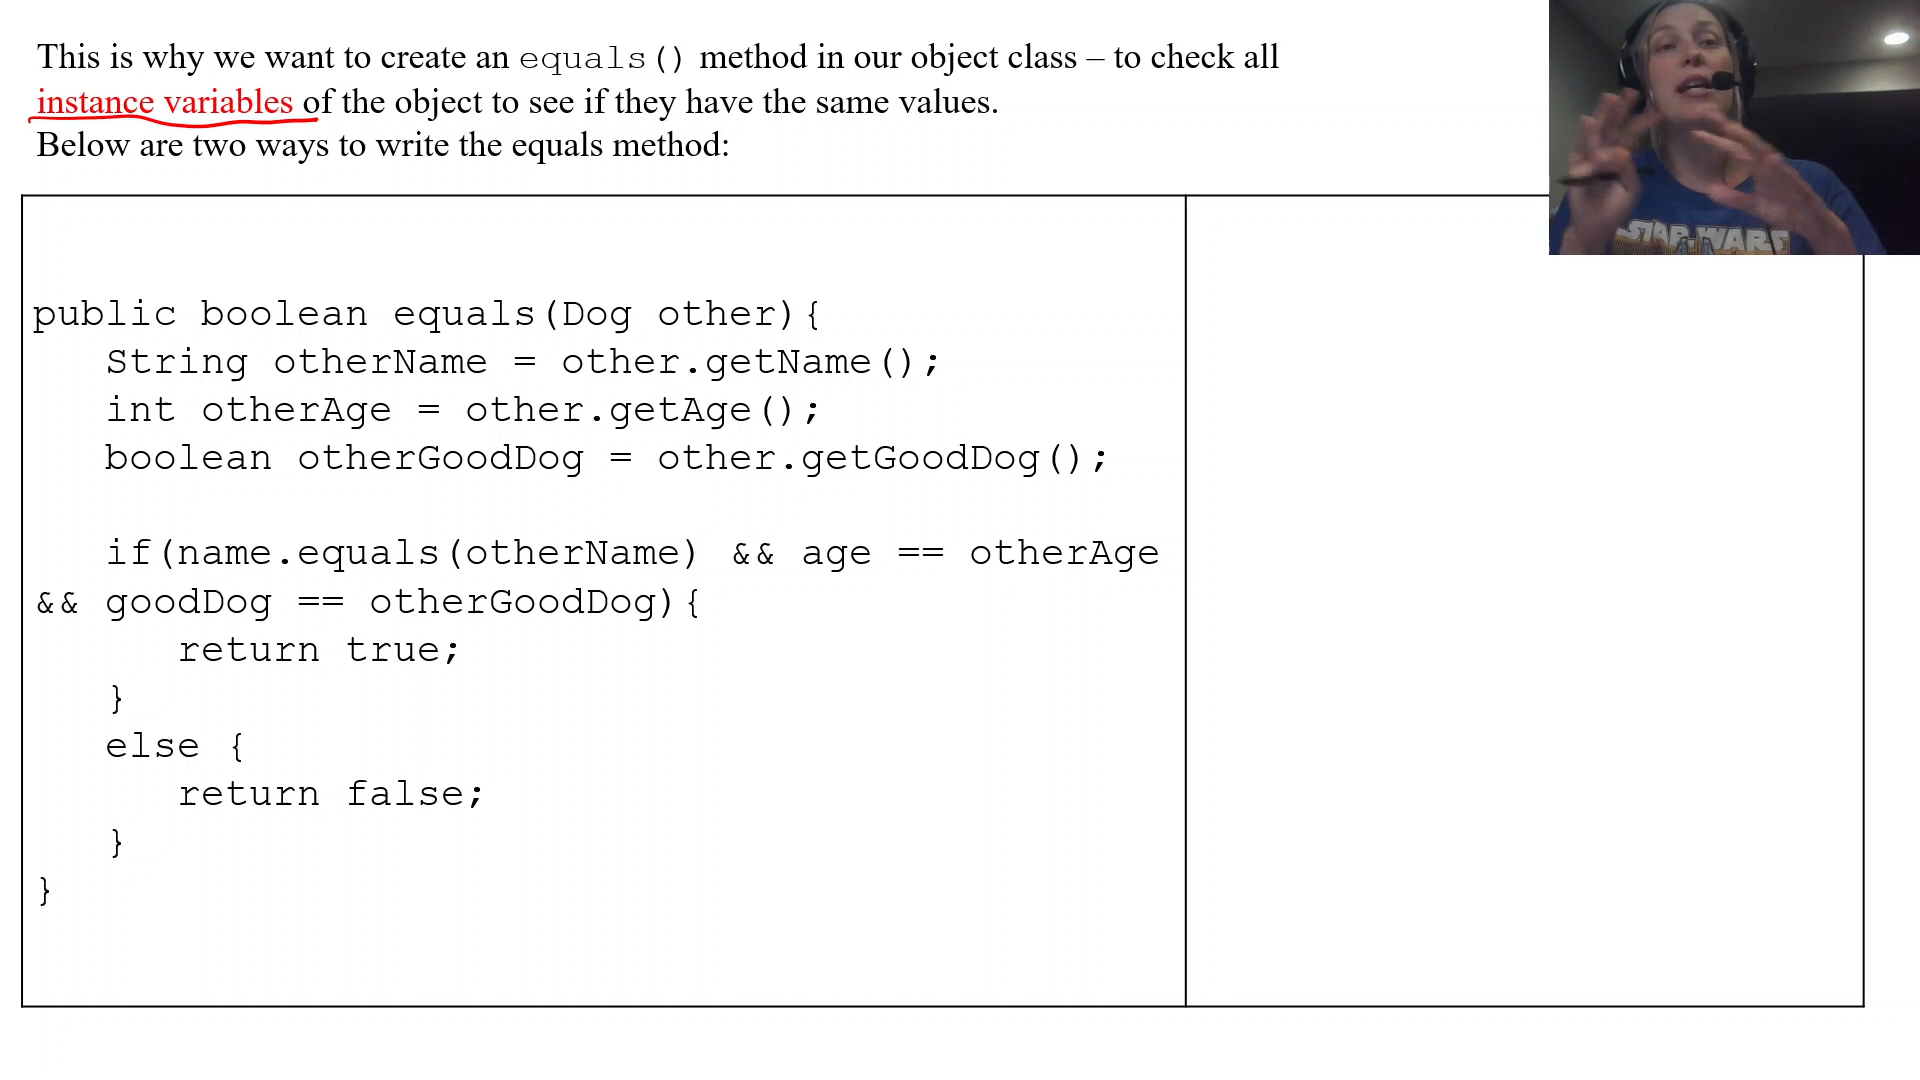 This is why we want to create an equals() method in our object class – to check all
instance variables of the object to see if they have the same values.
Below are two ways to write the equals method:
public boolean equals(Dog other){
String otherName = other.getName();
int otherAge = other.getAge();
boolean otherGoodDog = other.getGoodDog();
if(name.equals(otherName) && age == otherAge
&& goodDog == otherGoodDog){
return true;
}
else {
return false;
}
}
STAR WARS